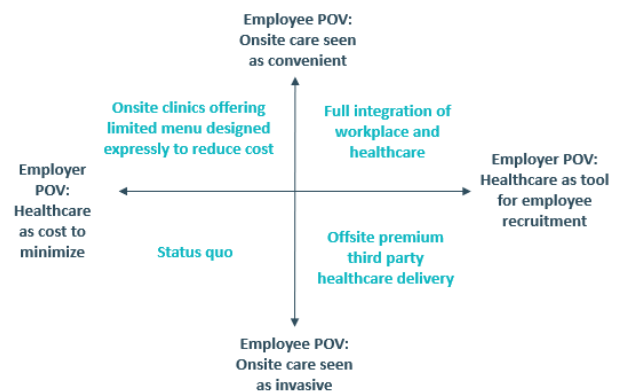 Employee POV:
Onsite care seen
as convenient
Onsite clinics offering
limited menu designed
expressly to reduce cost
Full integration of
workplace and
healthcare
Employer
POV:
Healthcare
as cost to
minimize
Employer POV:
Healthcare as tool
for employee
recruitment
Status quo
Offsite premium
third party
healthcare delivery
Employee POV:
Onsite care seen
as invasive